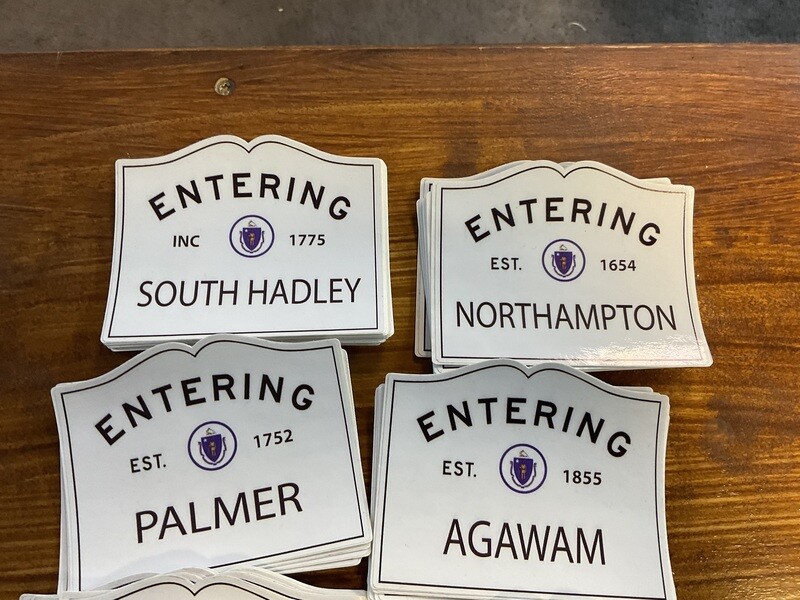 ENTERING
INC 1775
SOUTH HADLEY
ENTERING
EST. 1654
NORTHAMPTON
ENTERING
EST. 1752
PALMER
ENTERING
EST. 1855
AGAWAM